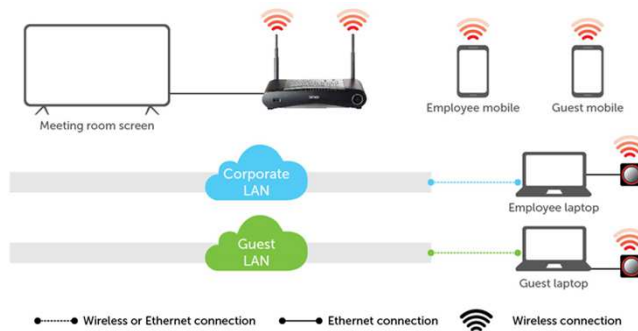 Meeting room screen
Employee mobile
Guest mobile
Corporate
LAN
Employee laptop
Guest
LAN
Guest laptop
Wireless or Ethernet connection
Ethernet connection
Wireless connection